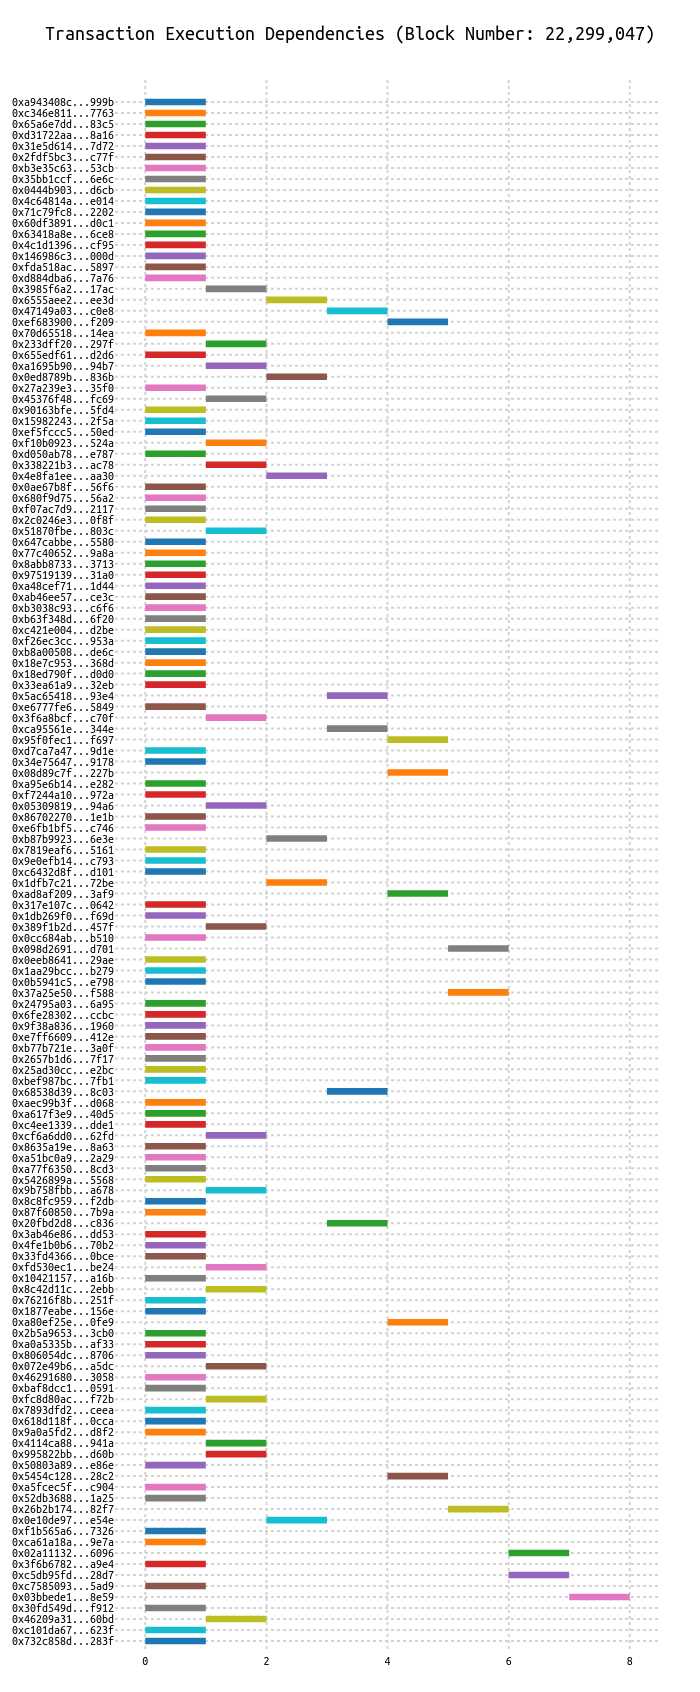 Transaction Execution Dependencies (Block Number: 22,299,047)
0xa943408c...999b
0xc346e811...7763
0x65a6e7dd...83c5
0xd31722aa...8a16
0x31e5d614...7d72
0x2fdf5bc3...c77f
0xb3e35c63...53cb
0x35bb1ccf...6e6c
0x0444b903...d6cb
0x4c64814a...e014
0x71c79fc8...2202
0x60df3891...d0c1
0x63418a8e...6ce8
0x4c1d1396...cf95
0x146986c3...000d
0xfda518ac...5897
0xd884dba6...7a76
0x3985f6a2...17ac
0x6555aee2...ee3d
0x47149a03...c0e8
0xef683900...f209
0x70d65518...14ea
0x233dff20...297f
0x655edf61...d2d6
0xa1695b90...94b7
0x0ed8789b...836b
0x27a239e3...35f0
0x45376f48...fc69
0x90163bfe...5fd4
0x15982243...2f5a
0xef5fccc5...50ed
0xf10b0923...524a
0xd050ab78...e787
0x338221b3...ac78
0x4e8fa1ee...aa30
0x0ae67b8f...56f6
0x680f9d75...56a2
0xf07ac7d9...2117
0x2c0246e3...0f8f
0x51870fbe...803c
0x647cabbe...5580
0x77c40652...9a8a
0x8abb8733...3713
0x97519139...31a0
0xa48cef71...1d44
0xab46ee57...ce3c
0xb3038c93...c6f6
0xb63f348d...6f20
0xc421e004...d2be
0xf26ec3cc...953a
0xb8a00508...de6c
0x18e7c953...368d
0x18ed790f...d0d0
0x33ea61a9...32eb
0x5ac65418...93e4
0xe6777fe6...5849
0x3f6a8bcf...c70f
0xca95561e...344e
0x95f0fec1...f697
0xd7ca7a47...9d1e
0x34e75647...9178
0x08d89c7f...227b
0xa95e6b14...e282
0xf7244a10...972a
0x05309819...94a6
0x86702270...1e1b
0xe6fb1bf5...c746
0xb87b9923...6e3e
0x7819eaf6...5161
0x9e0efb14...c793
0xc6432d8f...d101
0x1dfb7c21...72be
0xad8af209...3af9
0x317e107c...0642
0x1db269f0...f69d
0x389f1b2d...457f
0x0cc684ab...b510
0x098d2691...d701
0x0eeb8641...29ae
0x1aa29bcc...b279
0x0b5941c5...e798
0x37a25e50...f588
0x24795a03...6a95
0x6fe28302...ccbc
0x9f38a836...1960
0xe7ff6609...412e
0xb77b721e...3a0f
0x2657b1d6...7f17
0x25ad30cc...e2bc
0xbef987bc...7fb1
0x68538d39...8c03
0xaec99b3f...d068
0xa617f3e9...40d5
0xc4ee1339...dde1
0xcf6a6dd0...62fd
0x8635a19e...8a63
0xa51bc0a9...2a29
0xa77f6350...8cd3
0x5426899a...5568
0x9b758fbb...a678
0x8c8fc959...f2db
0x87f60850...7b9a
0x20fbd2d8...c836
0x3ab46e86...dd53
0x4fe1b0b6...70b2
0x33fd4366...0bce
0xfd530ec1...be24
0x10421157...a16b
0x8c42d11c...2ebb
0x76216f8b...251f
0x1877eabe...156e
0xa80ef25e...0fe9
0x2b5a9653...3cb0
0xa0a5335b...af33
0x806054dc...8706
0x072e49b6...a5dc
0x46291680...3058
0xbaf8dcc1...0591
0xfc8d80ac...f72b
0x7893dfd2...ceea
0x618d118f...0cca
0x9a0a5fd2...d8f2
0x4114ca88...941a
0x995822bb...d60b
0x50803a89...e86e
0x5454c128...28c2
0xa5fcec5f...c904
0x52db3688...1a25
0x26b2b174...82f7
0x0e10de97...e54e
0xf1b565a6...7326
0xca61a18a...9e7a
0x02a11132...6096
0x3f6b6782...a9e4
0xc5db95fd...28d7
0xc7585093...5ad9
0x03bbede1...8e59
0x30fd549d...f912
0x46209a31...60bd
0xc101da67...623f
0x732c858d...283f
0 2 4 6 8